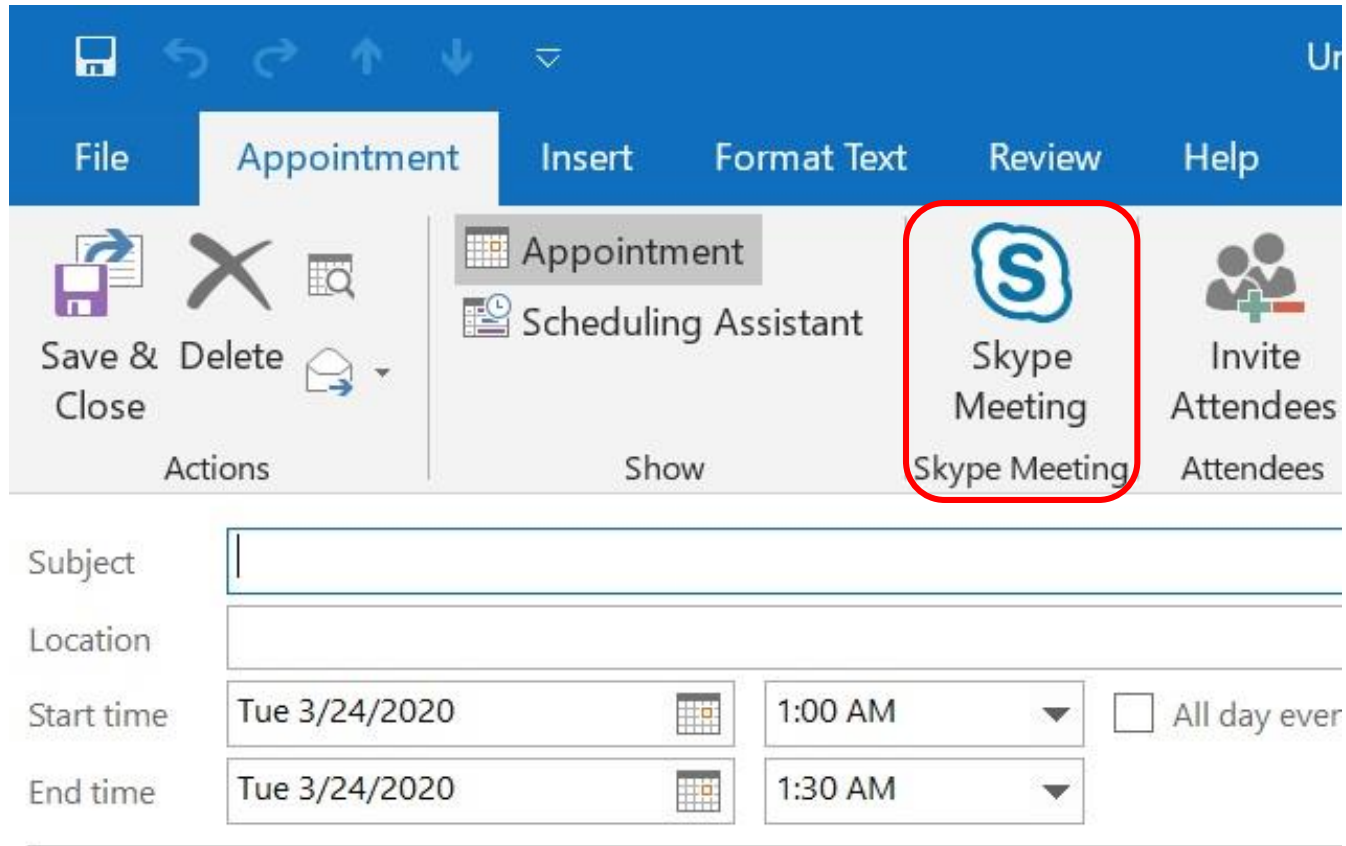 Ur
File Appointment Insert Format Text Review Help
Appointment
Scheduling Assistant
Save & Close
Delete
Skype
Meeting
Invite
Attendees
Actions Show Skype Meeting Attendees
Subject
Location
Start time Tue 3/24/2020 1:00 AM All day ever
End time Tue 3/24/2020 1:30 AM